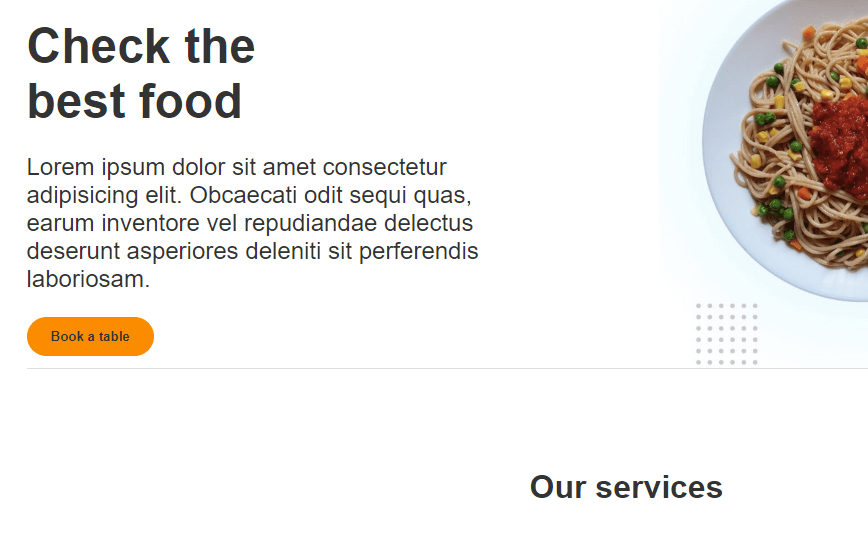 Check the
best food
Lorem ipsum dolor sit amet consectetur
adipisicing elit. Obcaecati odit sequi quas,
earum inventore vel repudiandae delectus
deserunt asperiores deleniti sit perferendis
laboriosam.
Book a table
Our services